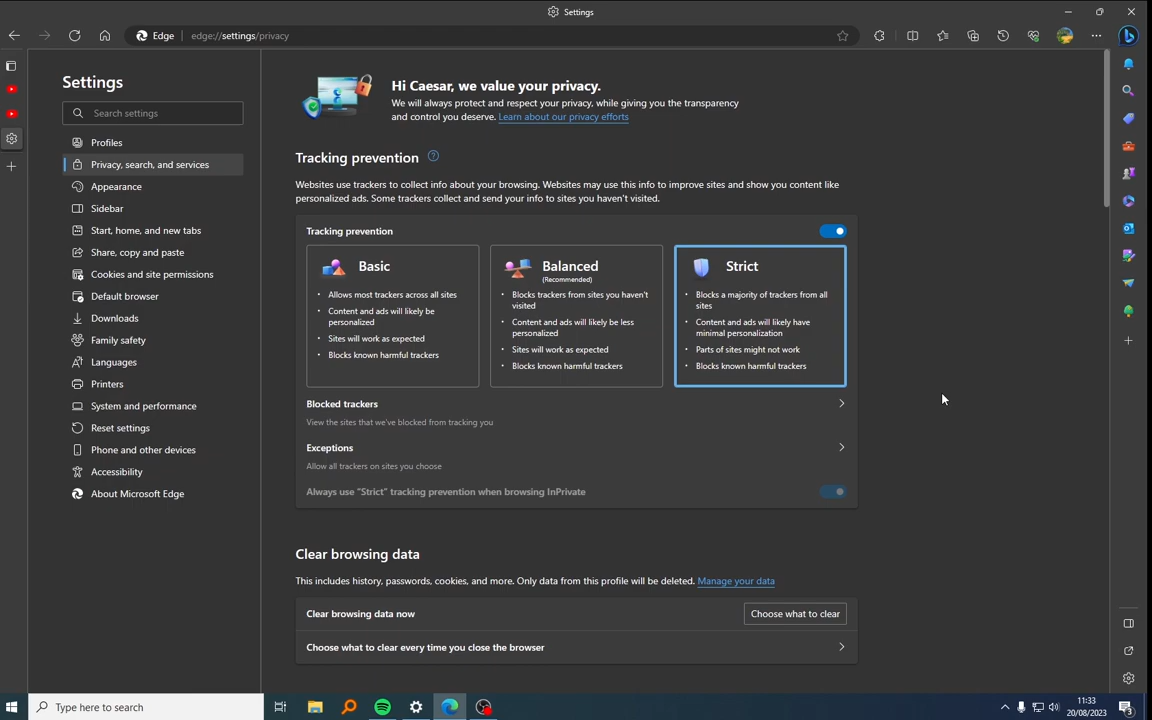 Settings
Edge edge://settings/privacy
Settings
Search settings
Profiles
Privacy, search, and services
Appearance
Sidebar
Start, home, and new tabs
Share, copy and paste
Cookies and site permissions
Default browser
Downloads
Family safety
Languages
Printers
System and performance
Reset settings
Phone and other devices
Accessibility
About Microsoft Edge
Hi Caesar, we value your privacy.
We will always protect and respect your privacy, while giving you the transparency
and control you deserve. Learn about our privacy efforts
Tracking prevention
Websites use trackers to collect info about your browsing. Websites may use this info to improve sites and show you content like
personalized ads. Some trackers collect and send your info to sites you haven't visited.
Tracking prevention
Basic
• Allows most trackers across all sites
• Content and ads will likely be
personalized
• Sites will work as expected
• Blocks known harmful trackers
Balanced
(Recommended)
• Blocks trackers from sites you haven't
visited
• Content and ads will likely be less
personalized
• Sites will work as expected
• Blocks known harmful trackers
Strict
• Blocks a majority of trackers from all
sites
• Content and ads will likely have
minimal personalization
• Parts of sites might not work
• Blocks known harmful trackers
Blocked trackers
View the sites that we've blocked from tracking you
Exceptions
Allow all trackers on sites you choose
Always use "Strict" tracking prevention when browsing InPrivate
Clear browsing data
This includes history, passwords, cookies, and more. Only data from this profile will be deleted. Manage your data
Clear browsing data now
Choose what to clear
Choose what to clear every time you close the browser
Type here to search
11:33
20/08/2023
3